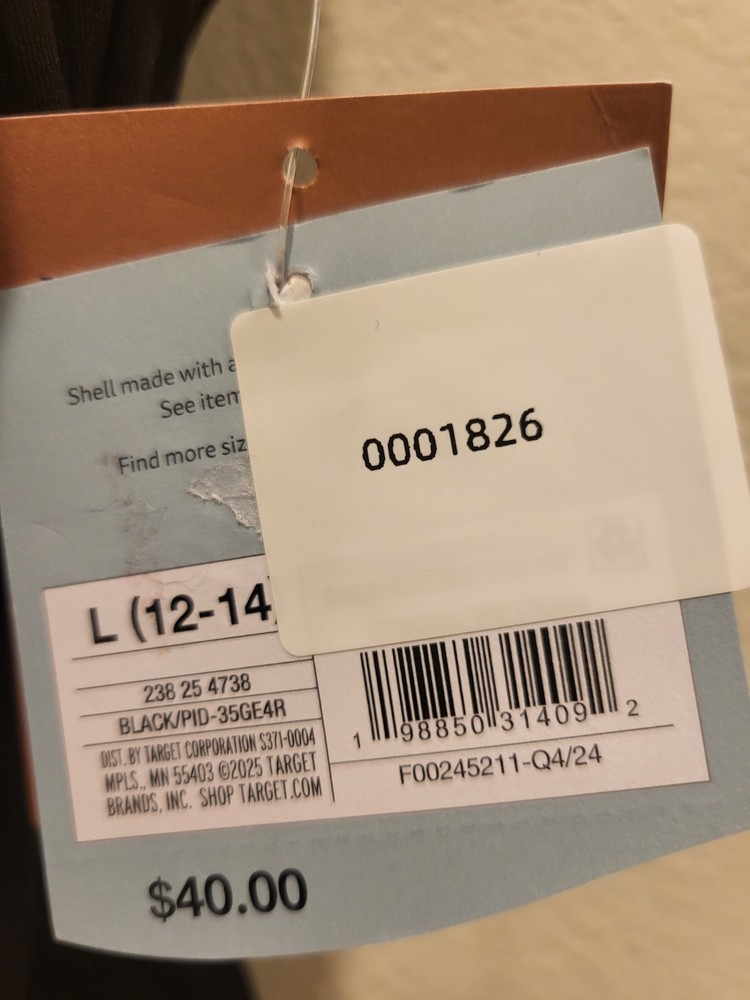 Shell made with a
See item
Find more siz
0001826
L (12-14
238 25 4738
BLACK/PID-35GE4R
DIST. BY TARGET CORPORATION S371-0004
MPLS., MN 55403 ©2025 TARGET
BRANDS, INC. SHOP TARGET.COM
1 98850 31409 2
F00245211-Q4/24
$40.00